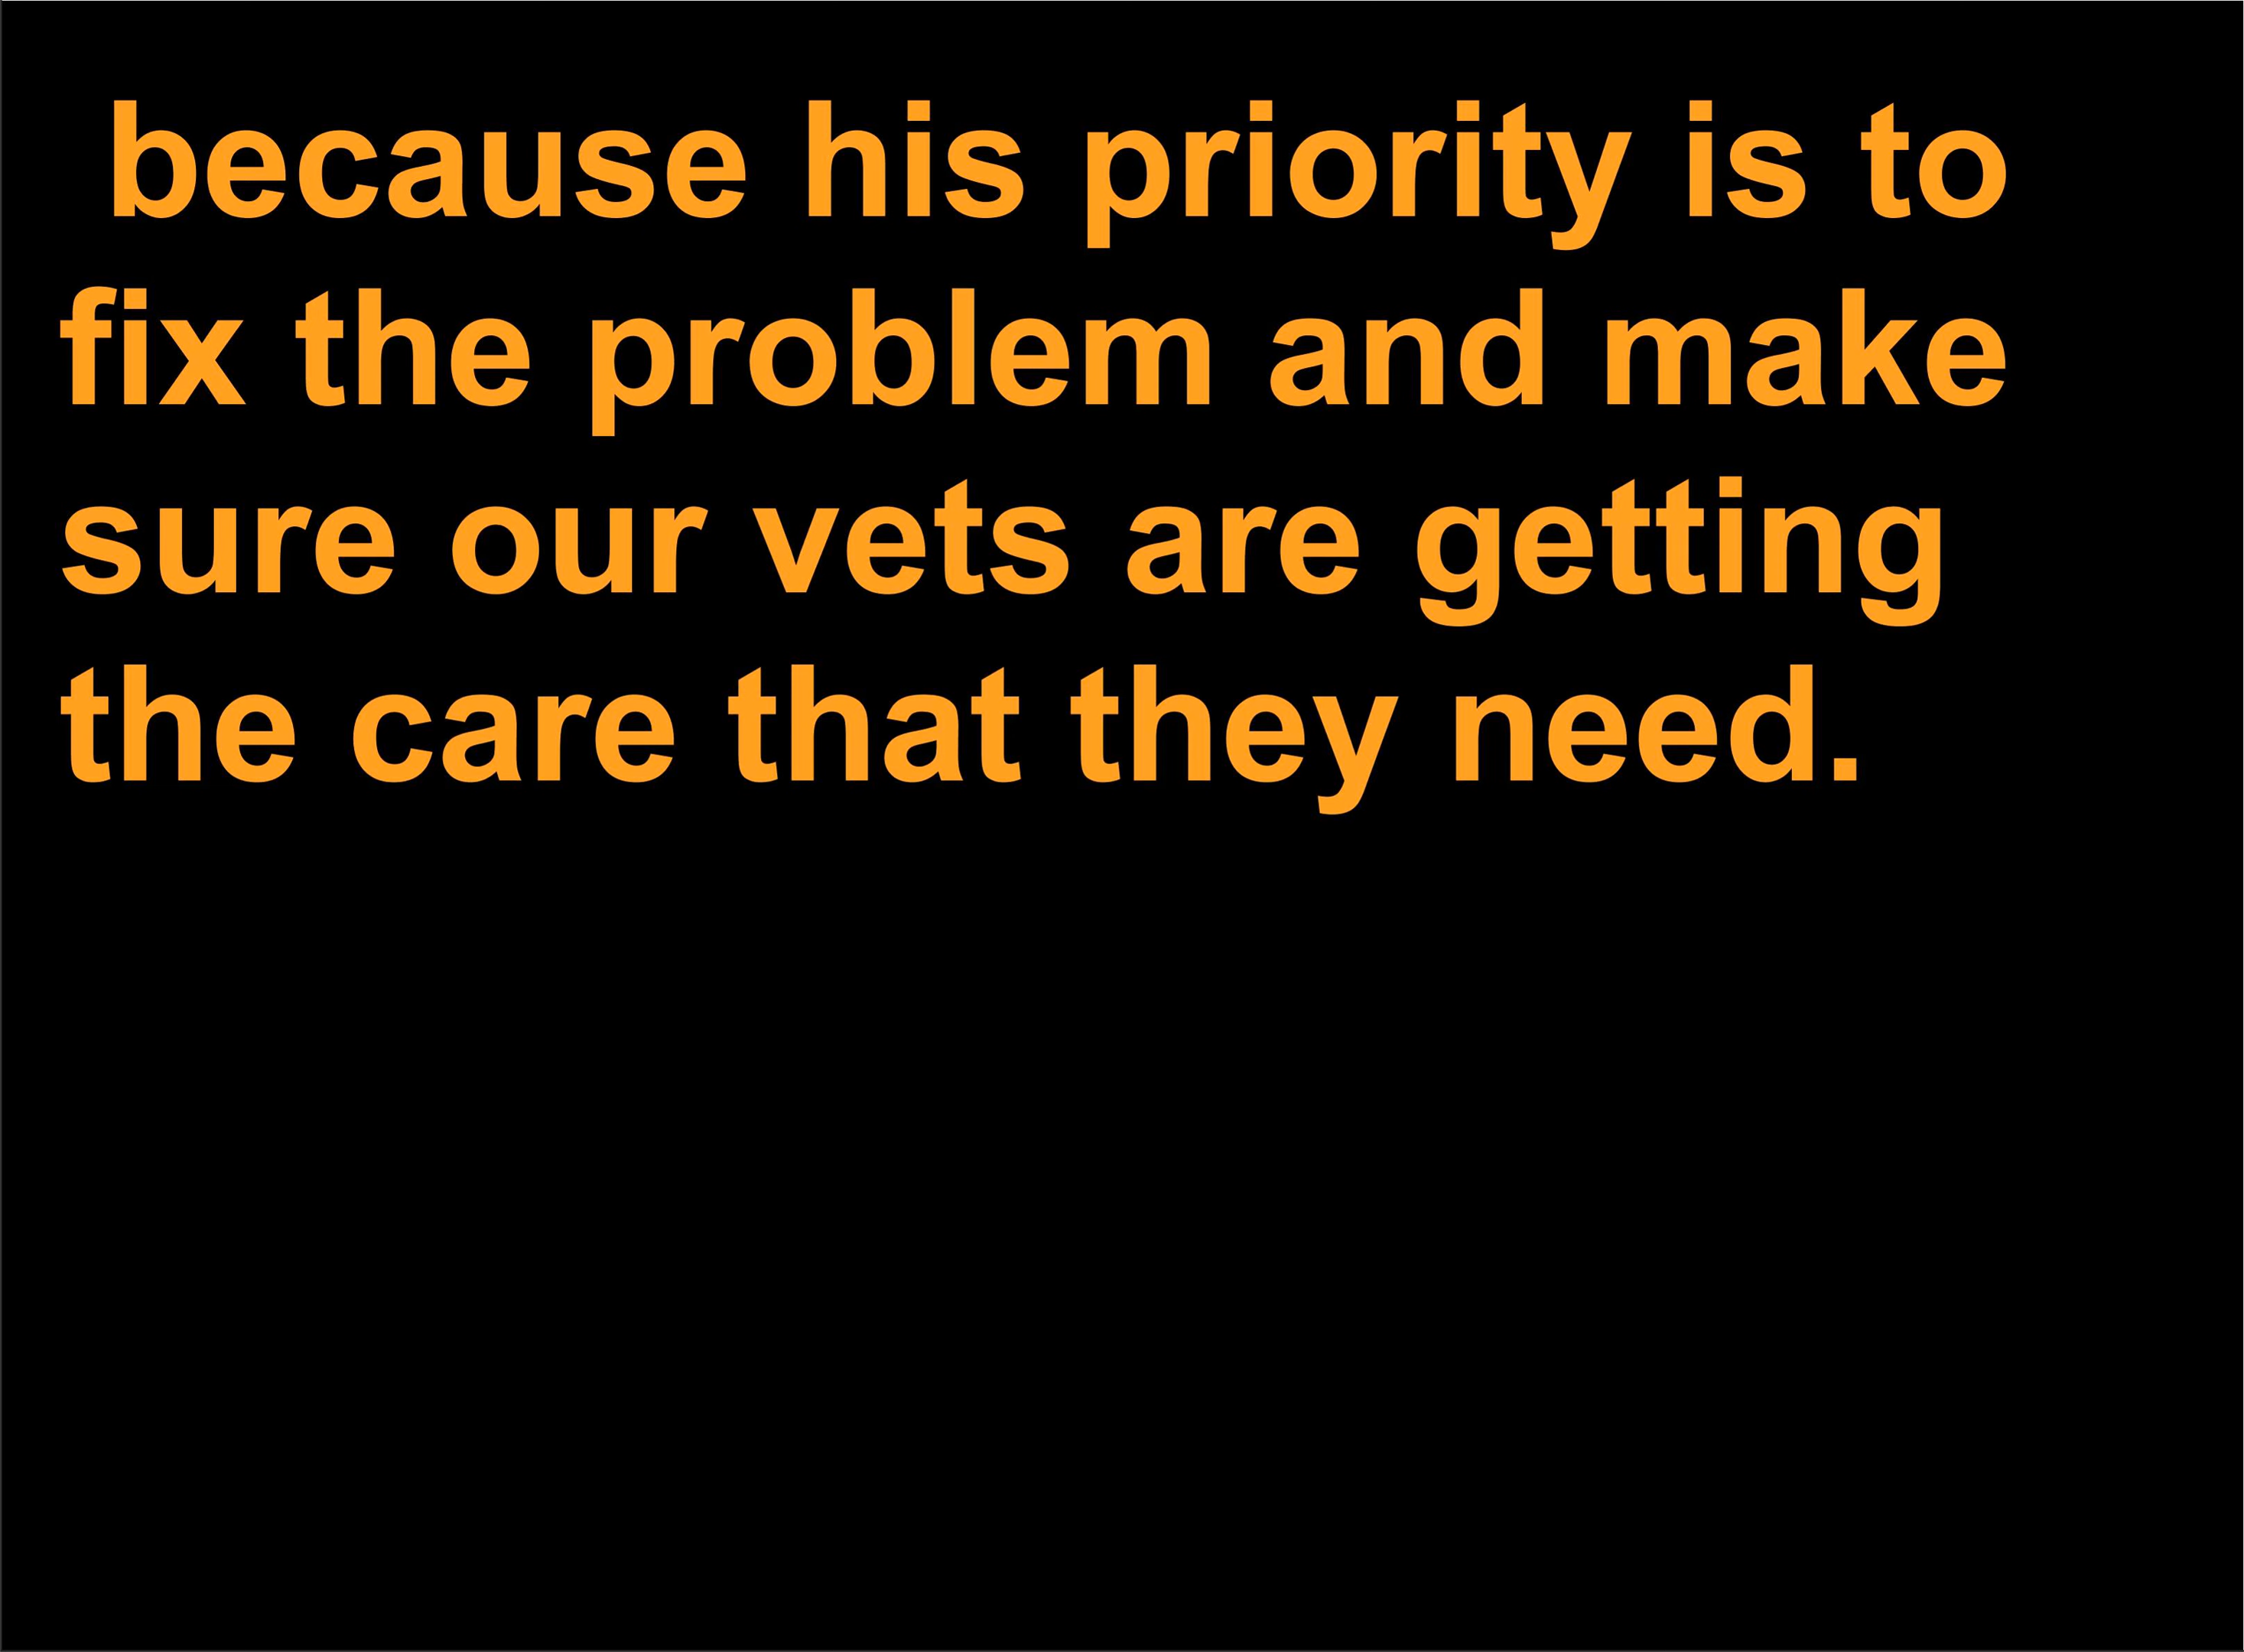 because his priority is to
fix the problem and make
sure our vets are getting
the care that they need.